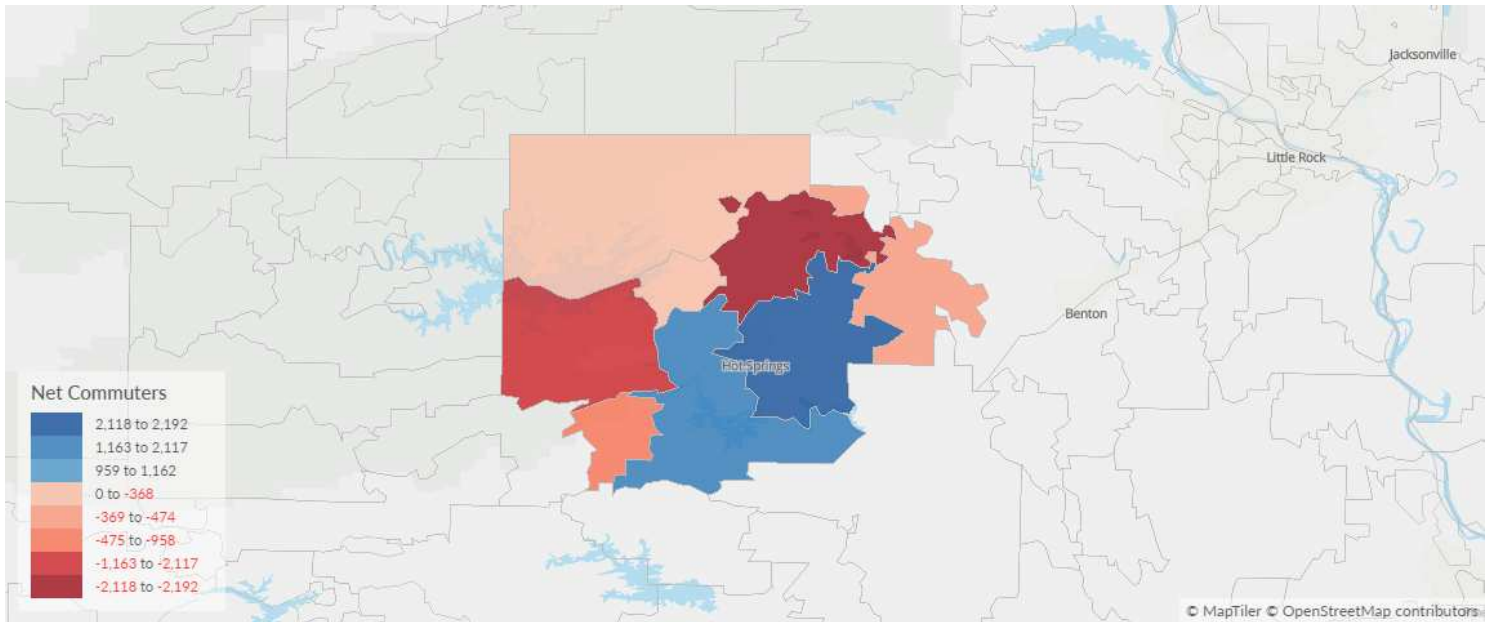 Jacksonville
Little Rock
Benton
Hot Springs
Net Commuters
2,118 to 2,192
1,163 to 2,117
959 to 1,162
0 to -368
-369 to -474
-475 to -958
-1,163 to -2,117
-2,118 to -2,192
© MapTiler © OpenStreetMap contributors